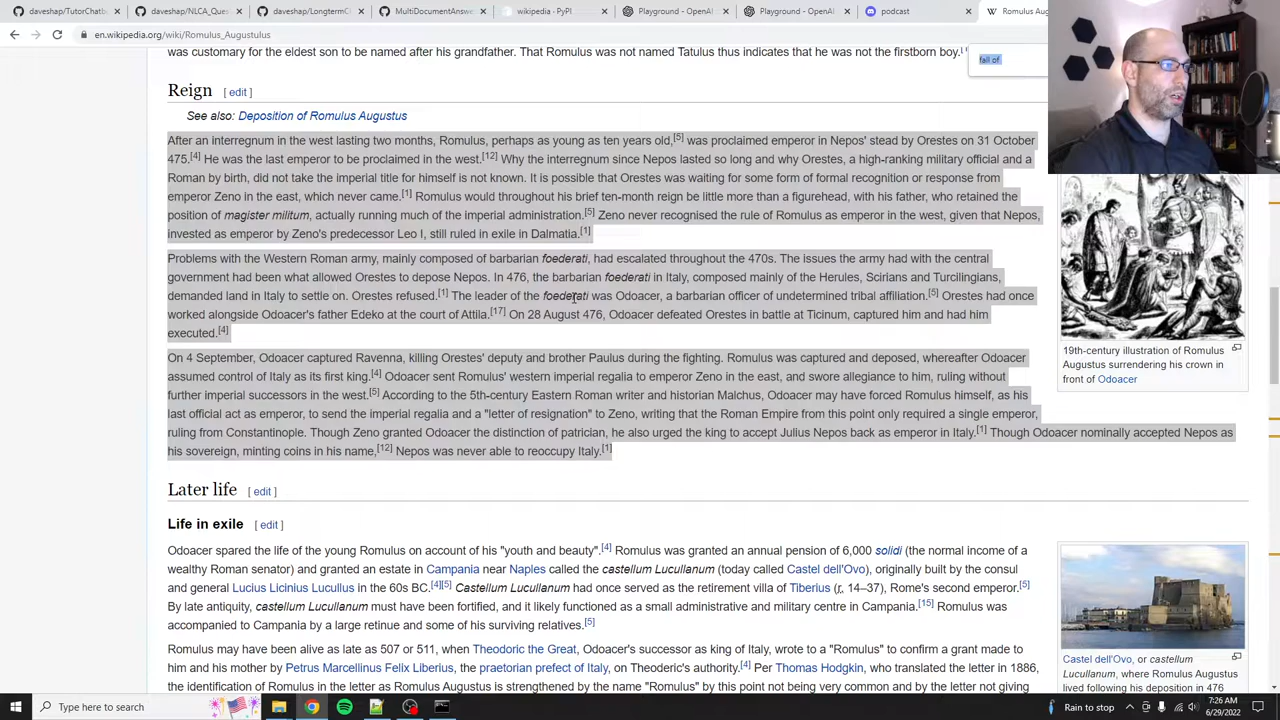 daveshap/TutorChatb
daveshap/NLCA_Ques
daveshap/LongtermC
MultiDocumentAnswe
wikipedia · PyPI
Playground - OpenAI
Playground - OpenAI
podcast
Romulus Aug
en.wikipedia.org/wiki/Romulus_Augustulus
was customary for the eldest son to be named after his grandfather. That Romulus was not named Tatulus thus indicates that he was not the firstborn boy.
fall of
Reign [ edit ]
See also: Deposition of Romulus Augustus
After an interregnum in the west lasting two months, Romulus, perhaps as young as ten years old,[5] was proclaimed emperor in Nepos' stead by Orestes on 31 October
475.[4] He was the last emperor to be proclaimed in the west.[12] Why the interregnum since Nepos lasted so long and why Orestes, a high-ranking military official and a
Roman by birth, did not take the imperial title for himself is not known. It is possible that Orestes was waiting for some form of formal recognition or response from
emperor Zeno in the east, which never came.[1] Romulus would throughout his brief ten-month reign be little more than a figurehead, with his father, who retained the
position of magister militum, actually running much of the imperial administration.[5] Zeno never recognised the rule of Romulus as emperor in the west, given that Nepos,
invested as emperor by Zeno's predecessor Leo I, still ruled in exile in Dalmatia.[1]
Problems with the Western Roman army, mainly composed of barbarian foederati, had escalated throughout the 470s. The issues the army had with the central
government had been what allowed Orestes to depose Nepos. In 476, the barbarian foederati in Italy, composed mainly of the Herules, Scirians and Turcilingians,
demanded land in Italy to settle on. Orestes refused.[1] The leader of the foederati was Odoacer, a barbarian officer of undetermined tribal affiliation.[5] Orestes had once
worked alongside Odoacer's father Edeko at the court of Attila.[17] On 28 August 476, Odoacer defeated Orestes in battle at Ticinum, captured him and had him
executed.[4]
On 4 September, Odoacer captured Ravenna, killing Orestes' deputy and brother Paulus during the fighting. Romulus was captured and deposed, whereafter Odoacer
assumed control of Italy as its first king.[4] Odoacer sent Romulus' western imperial regalia to emperor Zeno in the east, and swore allegiance to him, ruling without
further imperial successors in the west.[5] According to the 5th-century Eastern Roman writer and historian Malchus, Odoacer may have forced Romulus himself, as his
last official act as emperor, to send the imperial regalia and a "letter of resignation" to Zeno, writing that the Roman Empire from this point only required a single emperor,
ruling from Constantinople. Though Zeno granted Odoacer the distinction of patrician, he also urged the king to accept Julius Nepos back as emperor in Italy.[1] Though Odoacer nominally accepted Nepos as
his sovereign, minting coins in his name,[12] Nepos was never able to reoccupy Italy.[1]
19th-century illustration of Romulus
Augustus surrendering his crown in
front of Odoacer
Later life [ edit ]
Life in exile [ edit ]
Odoacer spared the life of the young Romulus on account of his "youth and beauty".[4] Romulus was granted an annual pension of 6,000 solidi (the normal income of a
wealthy Roman senator) and granted an estate in Campania near Naples called the castellum Lucullanum (today called Castel dell'Ovo), originally built by the consul
and general Lucius Licinius Lucullus in the 60s BC.[4][5] Castellum Lucullanum had once served as the retirement villa of Tiberius (r. 14–37), Rome's second emperor.[5]
By late antiquity, castellum Lucullanum must have been fortified, and it likely functioned as a small administrative and military centre in Campania.[15] Romulus was
accompanied to Campania by a large retinue and some of his surviving relatives.[5]
Romulus may have been alive as late as 507 or 511, when Theodoric the Great, Odoacer's successor as king of Italy, wrote to a "Romulus" to confirm a grant made to
him and his mother by Petrus Marcellinus Felix Liberius, the praetorian prefect of Italy, on Theoderic's authority.[4] Per Thomas Hodgkin, who translated the letter in 1886,
the identification of Romulus in the letter as Romulus Augustus is strengthened by the name "Romulus" by this point not being very common and by the letter not giving
Castel dell'Ovo, or castellum
Lucullanum, where Romulus Augustus
lived following his deposition in 476
Type here to search
Rain to stop
7:26 AM
6/29/2022